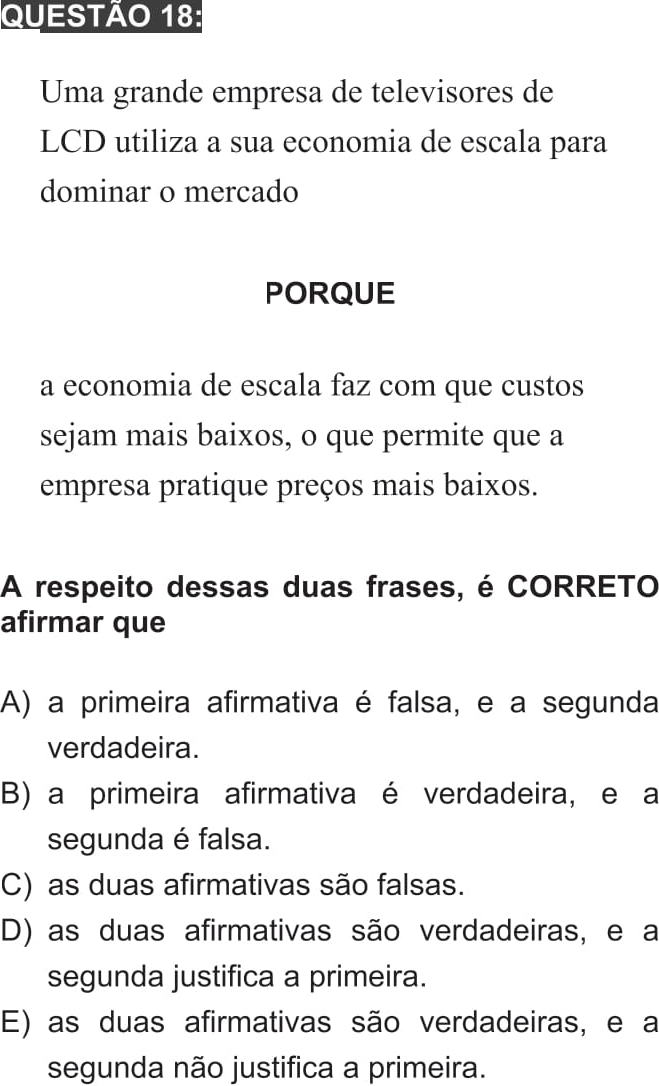 QUESTÃO 18:
Uma grande empresa de televisores de
LCD utiliza a sua economia de escala para
dominar o mercado
PORQUE
a economia de escala faz com que custos
sejam mais baixos, o que permite que a
empresa pratique preços mais baixos.
A respeito dessas duas frases, é CORRETO
afirmar que
A) a primeira afirmativa é falsa, e a segunda
verdadeira.
B) a primeira afirmativa é verdadeira, e a
segunda é falsa.
C) as duas afirmativas são falsas.
D) as duas afirmativas são verdadeiras, e a
segunda justifica a primeira.
E) as duas afirmativas são verdadeiras, e a
segunda não justifica a primeira.